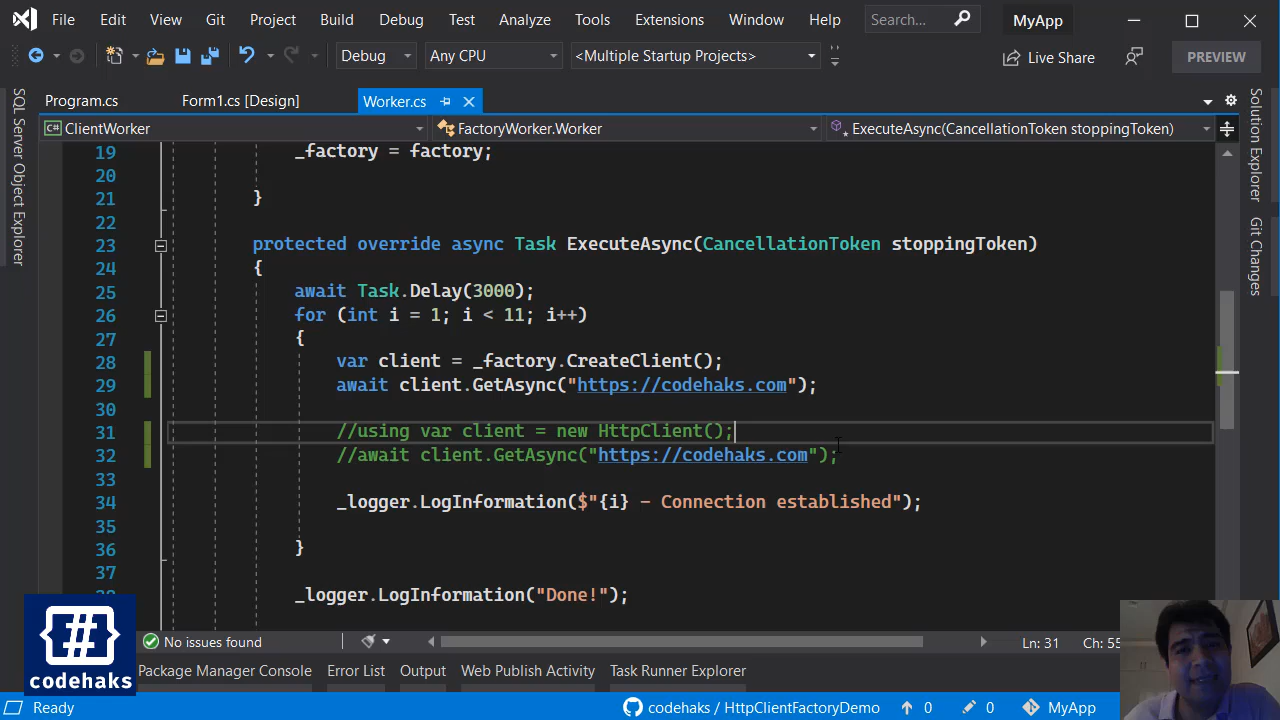 File Edit View Git Project Build Debug Test Analyze Tools Extensions Window Help Search... MyApp
Debug Any CPU <Multiple Startup Projects> Live Share PREVIEW
Program.cs Form1.cs [Design] Worker.cs
C# ClientWorker FactoryWorker.Worker ExecuteAsync(CancellationToken stoppingToken)
SQL Server Object Explorer
Solution Explorer
Git Changes
19 _factory = factory;
20
21 }
22
23 protected override async Task ExecuteAsync(CancellationToken stoppingToken)
24 {
25 await Task.Delay(3000);
26 for (int i = 1; i < 11; i++)
27 {
28 var client = _factory.CreateClient();
29 await client.GetAsync("https://codehaks.com");
30
31 //using var client = new HttpClient();
32 //await client.GetAsync("https://codehaks.com");
33
34 _logger.LogInformation($"{i} - Connection established");
35
36 }
37
_logger.LogInformation("Done!");
No issues found Ln: 31 Ch: 55
Package Manager Console Error List Output Web Publish Activity Task Runner Explorer
Ready codehaks / HttpClientFactoryDemo 0 0 MyApp
#
codehaks